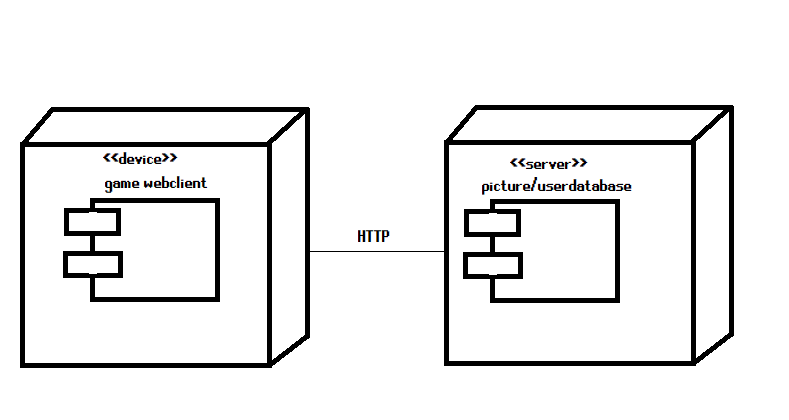 <<device>>
game webclient
HTTP
<<server>>
picture/userdatabase